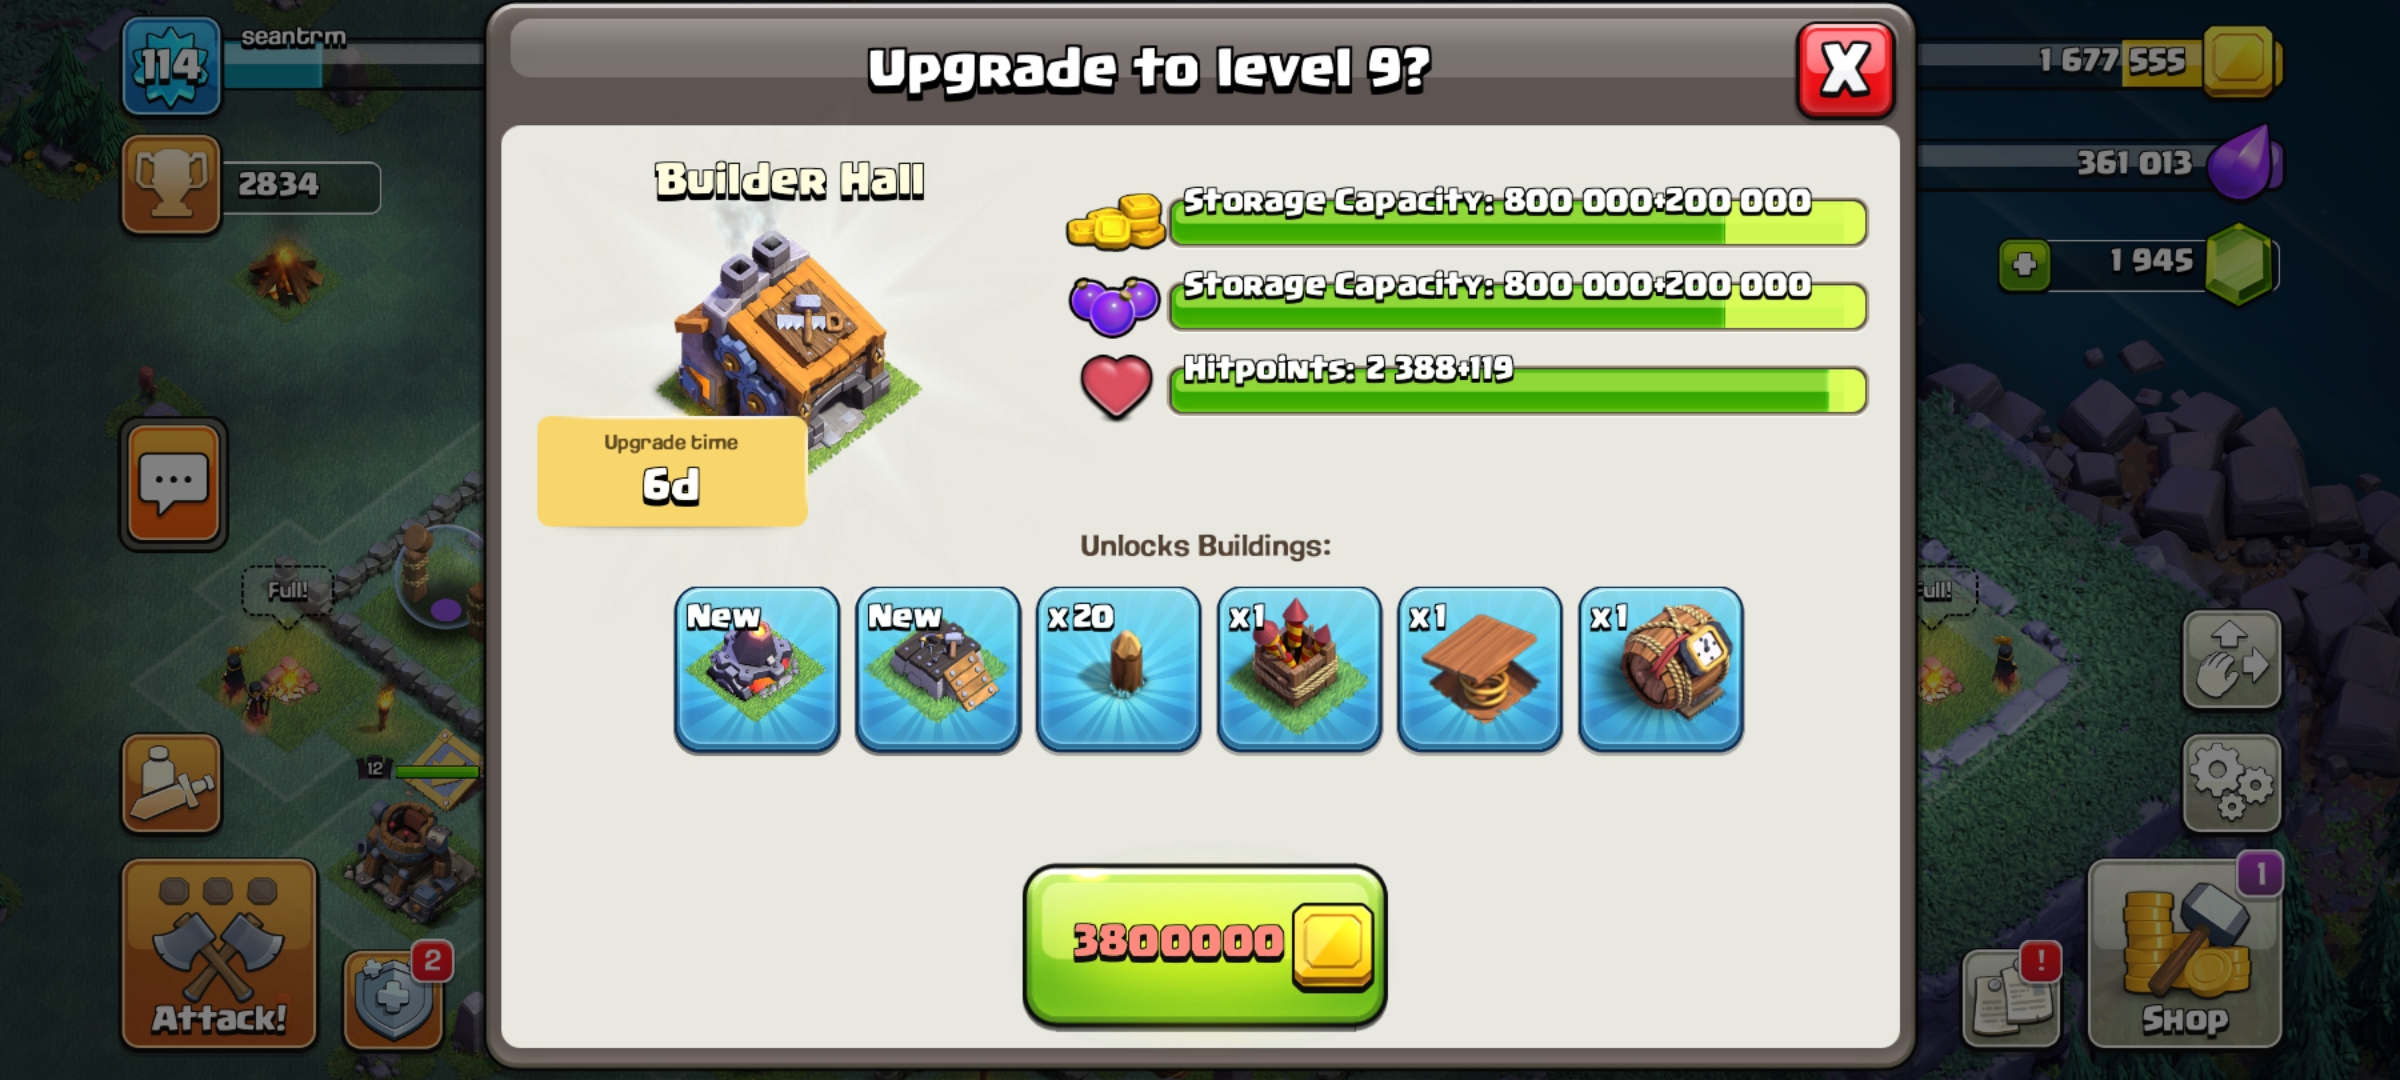 114
seantrm
2834
Upgrade to level 9?
X
1 677 555
361 013
1 945
Builder Hall
Storage Capacity: 800 000+200 000
Storage Capacity: 800 000+200 000
Hitpoints: 2 388+119
Upgrade time
6d
Unlocks Buildings:
New
New
x20
x1
x1
x1
Full!
Full!
12
3800000
Attack!
2
!
1
Shop